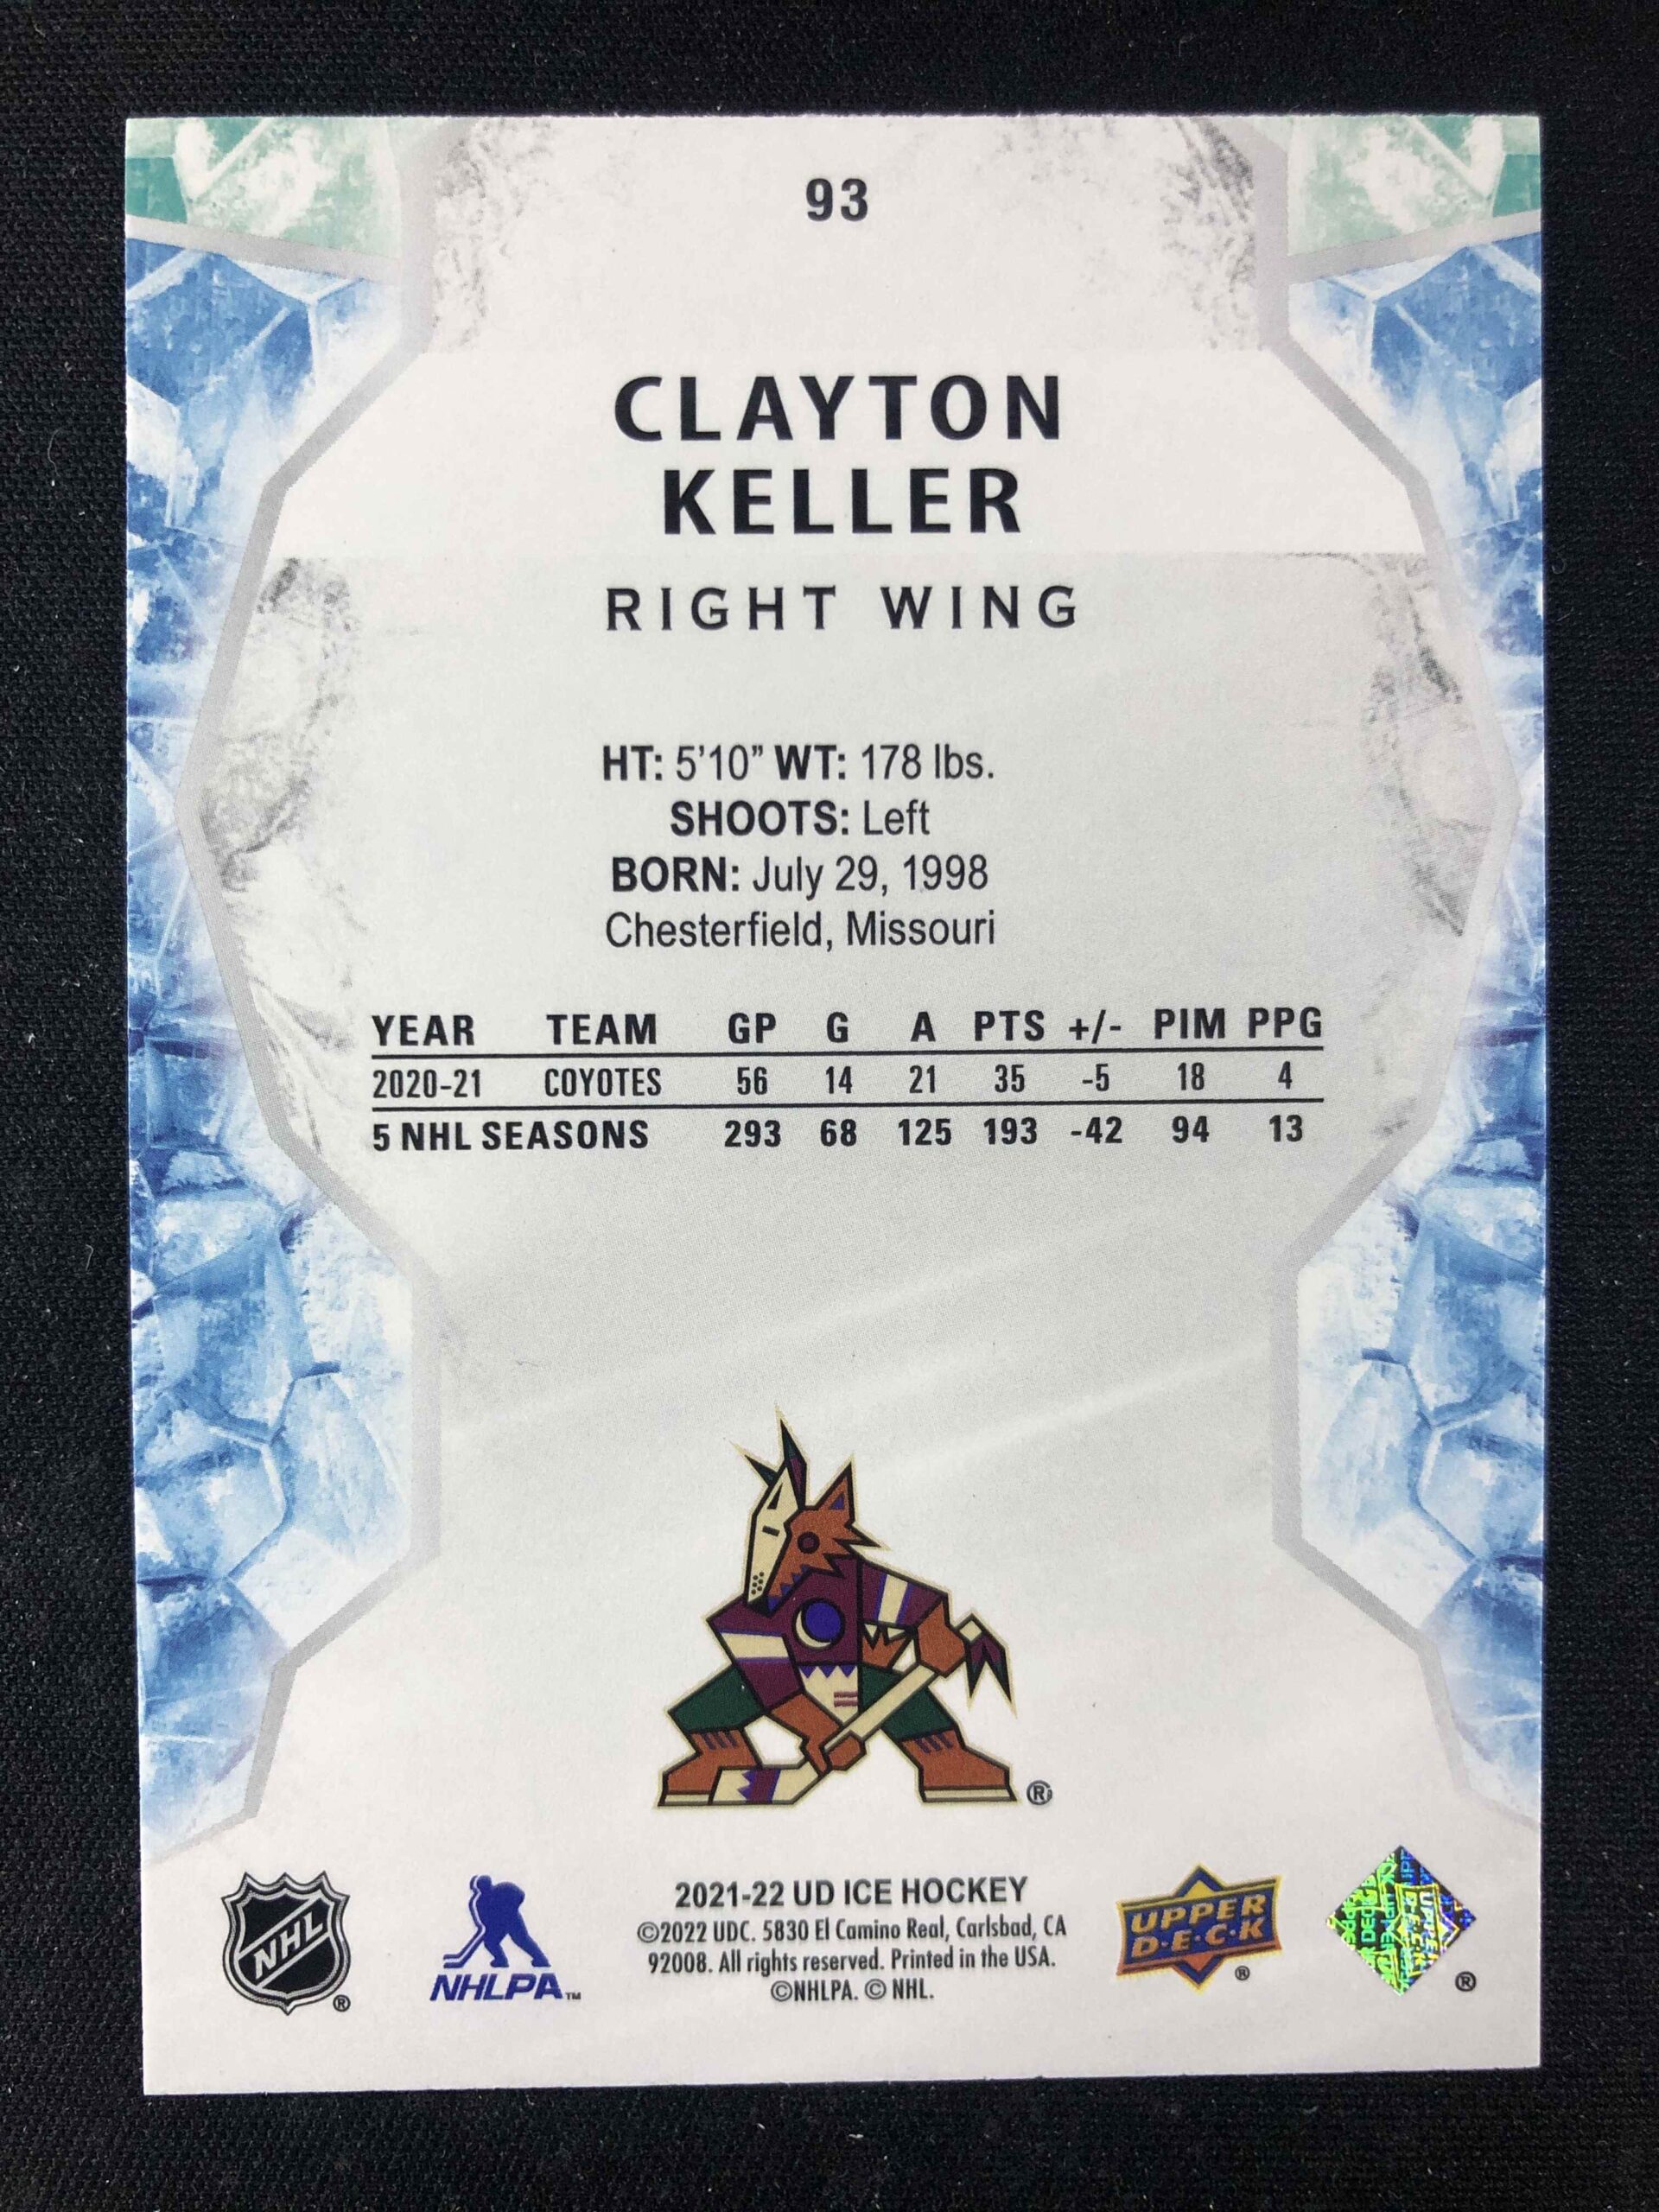 93
CLAYTON
KELLER
RIGHT WING
HT: 5'10" WT: 178 lbs.
SHOOTS: Left
BORN: July 29, 1998
Chesterfield, Missouri
YEAR TEAM GP G A PTS +/- PIM PPG
2020-21 COYOTES 56 14 21 35 -5 18 4
5 NHL SEASONS 293 68 125 193 -42 94 13
®
NHL ®
NHLPA™
2021-22 UD ICE HOCKEY
©2022 UDC. 5830 El Camino Real, Carlsbad, CA
92008. All rights reserved. Printed in the USA.
©NHLPA. © NHL.
UPPER
D·E·C·K ®
®